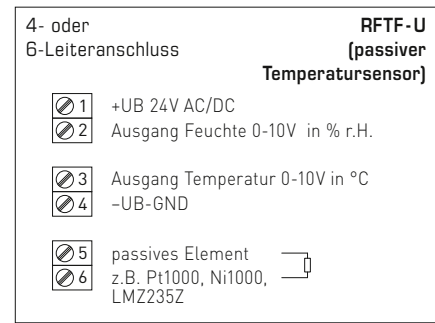 4- oder RFTF-U
6-Leiteranschluss (passiver
Temperatursensor)
1 +UB 24V AC/DC
2 Ausgang Feuchte 0-10V in % r.H.
3 Ausgang Temperatur 0-10V in °C
4 –UB-GND
5 passives Element
6 z.B. Pt1000, Ni1000,
LMZ235Z